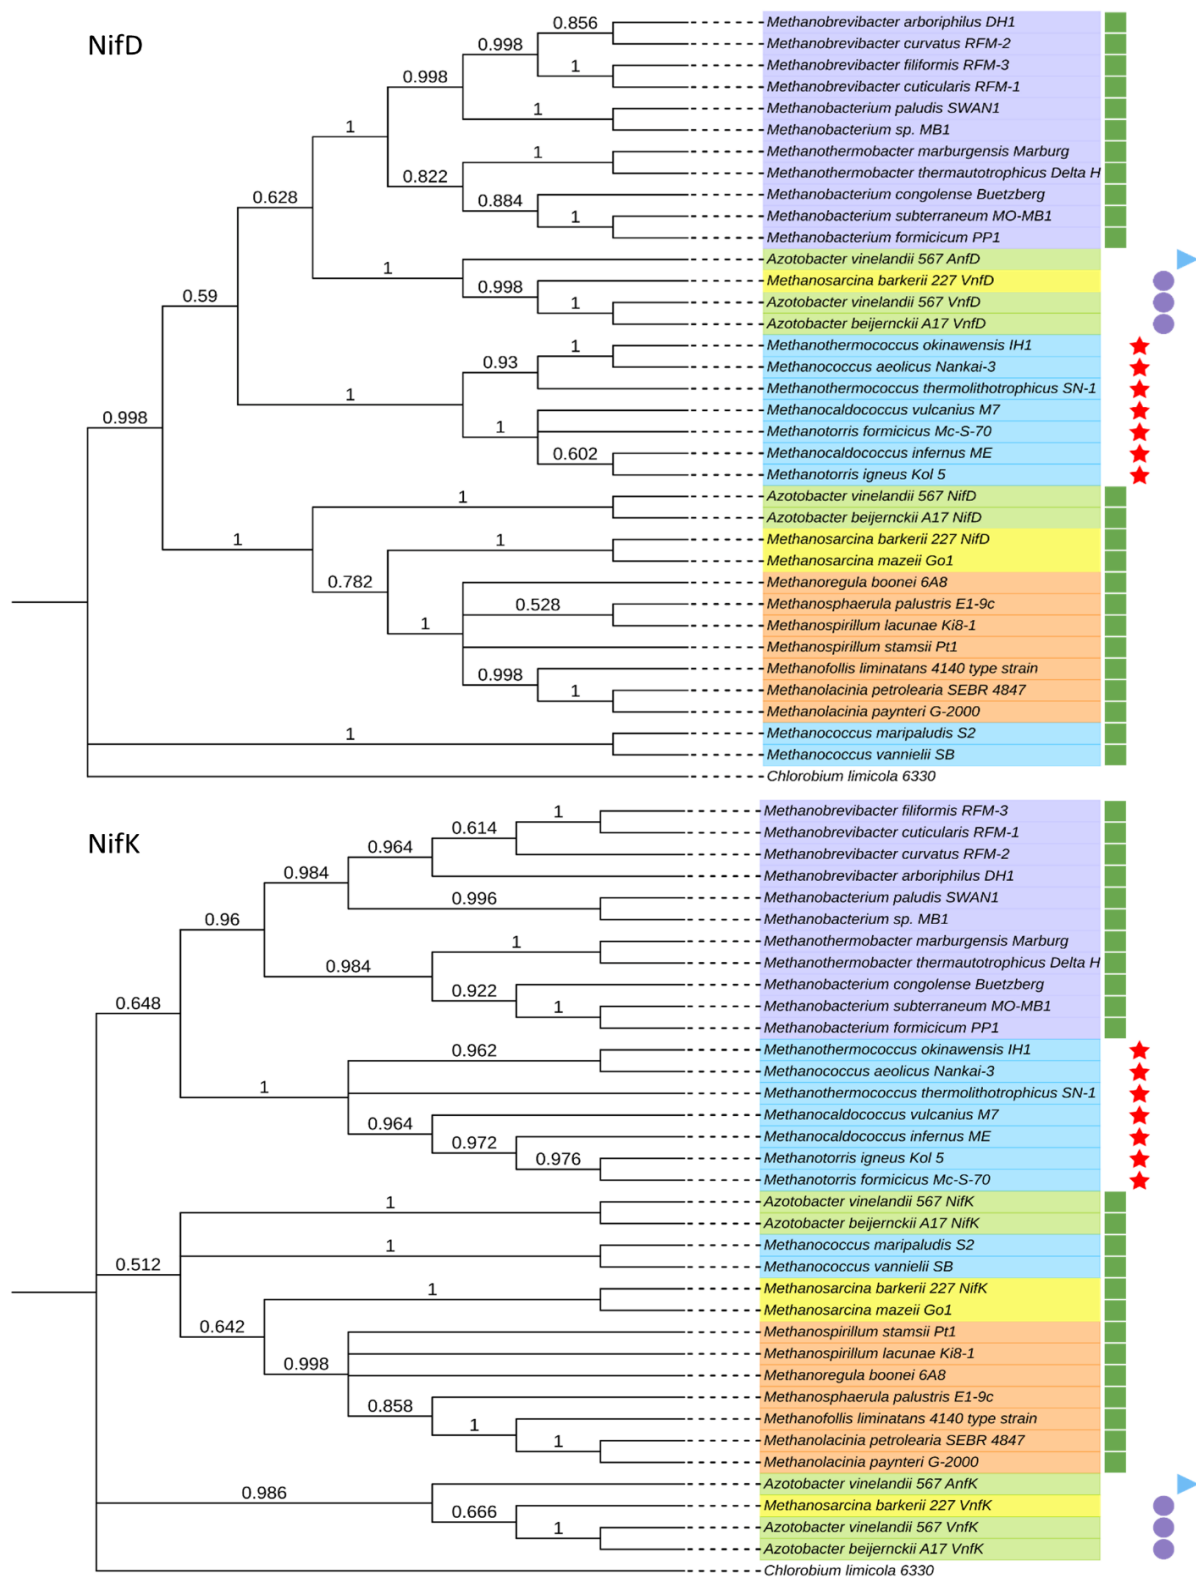 NifD
0.856
Methanobrevibacter arboriphilus DH1
0.998
Methanobrevibacter curvatus RFM-2
1
Methanobrevibacter filiformis RFM-3
0.998
Methanobrevibacter cuticularis RFM-1
1
Methanobacterium paludis SWAN1
1
Methanobacterium sp. MB1
1
Methanothermobacter marburgensis Marburg
0.822
Methanothermobacter thermautotrophicus Delta H
0.628
0.884
Methanobacterium congolense Buetzberg
1
Methanobacterium subterraneum MO-MB1
Methanobacterium formicicum PP1
1
Azotobacter vinelandii 567 AnfD
0.998
Methanosarcina barkerii 227 VnfD
0.59
1
Azotobacter vinelandii 567 VnfD
Azotobacter beijernckii A17 VnfD
1
Methanothermococcus okinawensis IH1
0.93
Methanococcus aeolicus Nankai-3
1
Methanothermococcus thermolithotrophicus SN-1
0.998
Methanocaldococcus vulcanius M7
1
Methanotorris formicicus Mc-S-70
0.602
Methanocaldococcus infernus ME
Methanotorris igneus Kol 5
1
Azotobacter vinelandii 567 NifD
Azotobacter beijernckii A17 NifD
1
1
Methanosarcina barkerii 227 NifD
Methanosarcina mazeii Go1
0.782
Methanoregula boonei 6A8
0.528
Methanosphaerula palustris E1-9c
1
Methanospirillum lacunae Ki8-1
Methanospirillum stamsii Pt1
0.998
Methanofollis liminatans 4140 type strain
1
Methanolacinia petrolearia SEBR 4847
Methanolacinia paynteri G-2000
1
Methanococcus maripaludis S2
Methanococcus vannielii SB
Chlorobium limicola 6330
NifK
1
Methanobrevibacter filiformis RFM-3
0.614
Methanobrevibacter cuticularis RFM-1
0.964
Methanobrevibacter curvatus RFM-2
0.984
Methanobrevibacter arboriphilus DH1
0.996
Methanobacterium paludis SWAN1
0.96
Methanobacterium sp. MB1
1
Methanothermobacter marburgensis Marburg
0.984
Methanothermobacter thermautotrophicus Delta H
0.922
Methanobacterium congolense Buetzberg
0.648
1
Methanobacterium subterraneum MO-MB1
Methanobacterium formicicum PP1
0.962
Methanothermococcus okinawensis IH1
Methanococcus aeolicus Nankai-3
1
Methanothermococcus thermolithotrophicus SN-1
0.964
Methanocaldococcus vulcanius M7
0.972
Methanocaldococcus infernus ME
0.976
Methanotorris igneus Kol 5
Methanotorris formicicus Mc-S-70
1
Azotobacter vinelandii 567 NifK
Azotobacter beijernckii A17 NifK
1
Methanococcus maripaludis S2
0.512
Methanococcus vannielii SB
1
Methanosarcina barkerii 227 NifK
Methanosarcina mazeii Go1
0.642
Methanospirillum stamsii Pt1
0.998
Methanospirillum lacunae Ki8-1
Methanoregula boonei 6A8
0.858
Methanosphaerula palustris E1-9c
1
Methanofollis liminatans 4140 type strain
1
Methanolacinia petrolearia SEBR 4847
Methanolacinia paynteri G-2000
0.986
Azotobacter vinelandii 567 AnfK
0.666
Methanosarcina barkerii 227 VnfK
1
Azotobacter vinelandii 567 VnfK
Azotobacter beijernckii A17 VnfK
Chlorobium limicola 6330